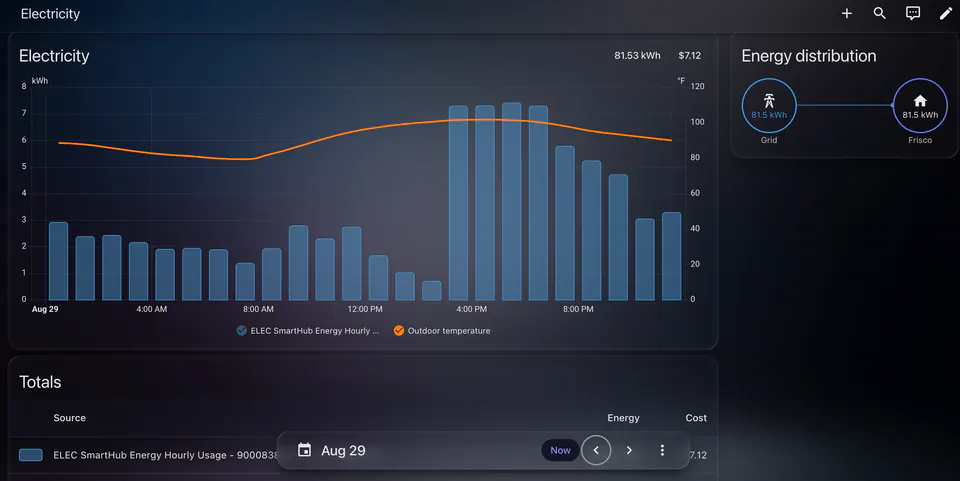 Electricity
Electricity
81.53 kWh $7.12
kWh
°F
8
7
6
5
4
3
2
1
0
120
100
80
60
40
20
0
Aug 29 4:00 AM 8:00 AM 12:00 PM 4:00 PM 8:00 PM
ELEC SmartHub Energy Hourly ... Outdoor temperature
Energy distribution
81.5 kWh
Grid
81.5 kWh
Frisco
Totals
Source Energy Cost
ELEC SmartHub Energy Hourly Usage - 9000838
7.12
Aug 29 Now